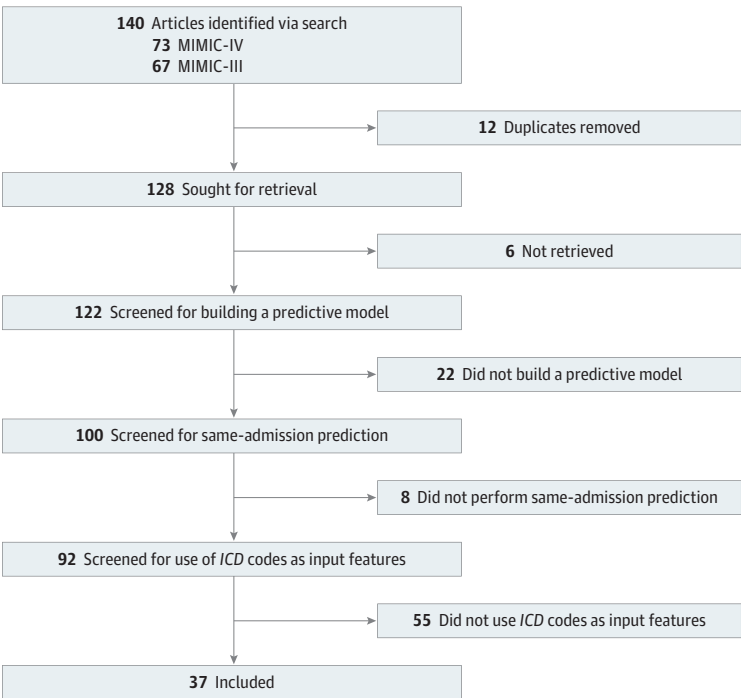 140 Articles identified via search
73 MIMIC-IV
67 MIMIC-III
12 Duplicates removed
128 Sought for retrieval
6 Not retrieved
122 Screened for building a predictive model
22 Did not build a predictive model
100 Screened for same-admission prediction
8 Did not perform same-admission prediction
92 Screened for use of ICD codes as input features
55 Did not use ICD codes as input features
37 Included